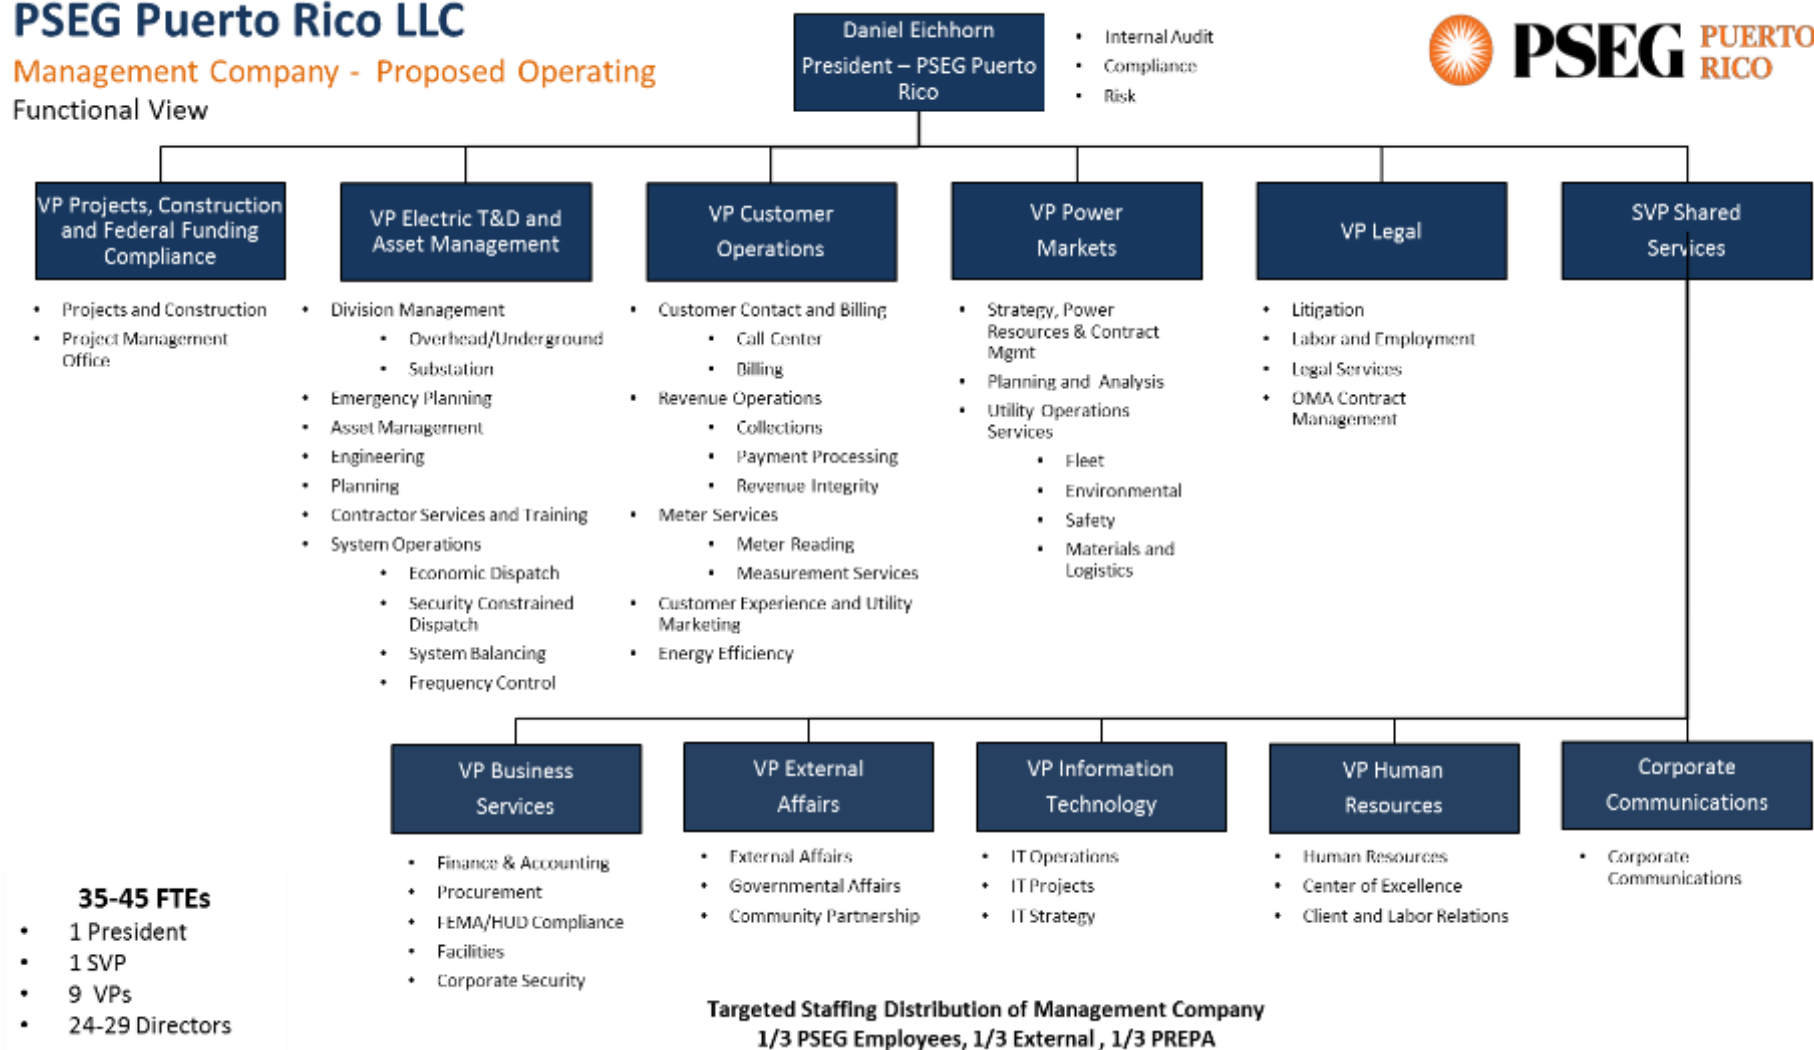 PSEG Puerto Rico LLC
Management Company - Proposed Operating
Functional View
Daniel Eichhorn
President – PSEG Puerto
Rico
• Internal Audit
• Compliance
• Risk
PSEG PUERTO
RICO
VP Projects, Construction
and Federal Funding
Compliance
• Projects and Construction
• Project Management
Office
VP Electric T&D and
Asset Management
• Division Management
• Overhead/Underground
• Substation
• Emergency Planning
• Asset Management
• Engineering
• Planning
• Contractor Services and Training
• System Operations
• Economic Dispatch
• Security Constrained
Dispatch
• System Balancing
• Frequency Control
VP Customer
Operations
• Customer Contact and Billing
• Call Center
• Billing
• Revenue Operations
• Collections
• Payment Processing
• Revenue Integrity
• Meter Services
• Meter Reading
• Measurement Services
• Customer Experience and Utility
Marketing
• Energy Efficiency
VP Power
Markets
• Strategy, Power
Resources & Contract
Mgmt
• Planning and Analysis
• Utility Operations
Services
• Fleet
• Environmental
• Safety
• Materials and
Logistics
VP Legal
• Litigation
• Labor and Employment
• Legal Services
• OMA Contract
Management
SVP Shared
Services
VP Business
Services
• Finance & Accounting
• Procurement
• FEMA/HUD Compliance
• Facilities
• Corporate Security
VP External
Affairs
• External Affairs
• Governmental Affairs
• Community Partnership
VP Information
Technology
• IT Operations
• IT Projects
• IT Strategy
VP Human
Resources
• Human Resources
• Center of Excellence
• Client and Labor Relations
Corporate
Communications
• Corporate
Communications
35-45 FTEs
• 1 President
• 1 SVP
• 9 VPs
• 24-29 Directors
Targeted Staffing Distribution of Management Company
1/3 PSEG Employees, 1/3 External , 1/3 PREPA